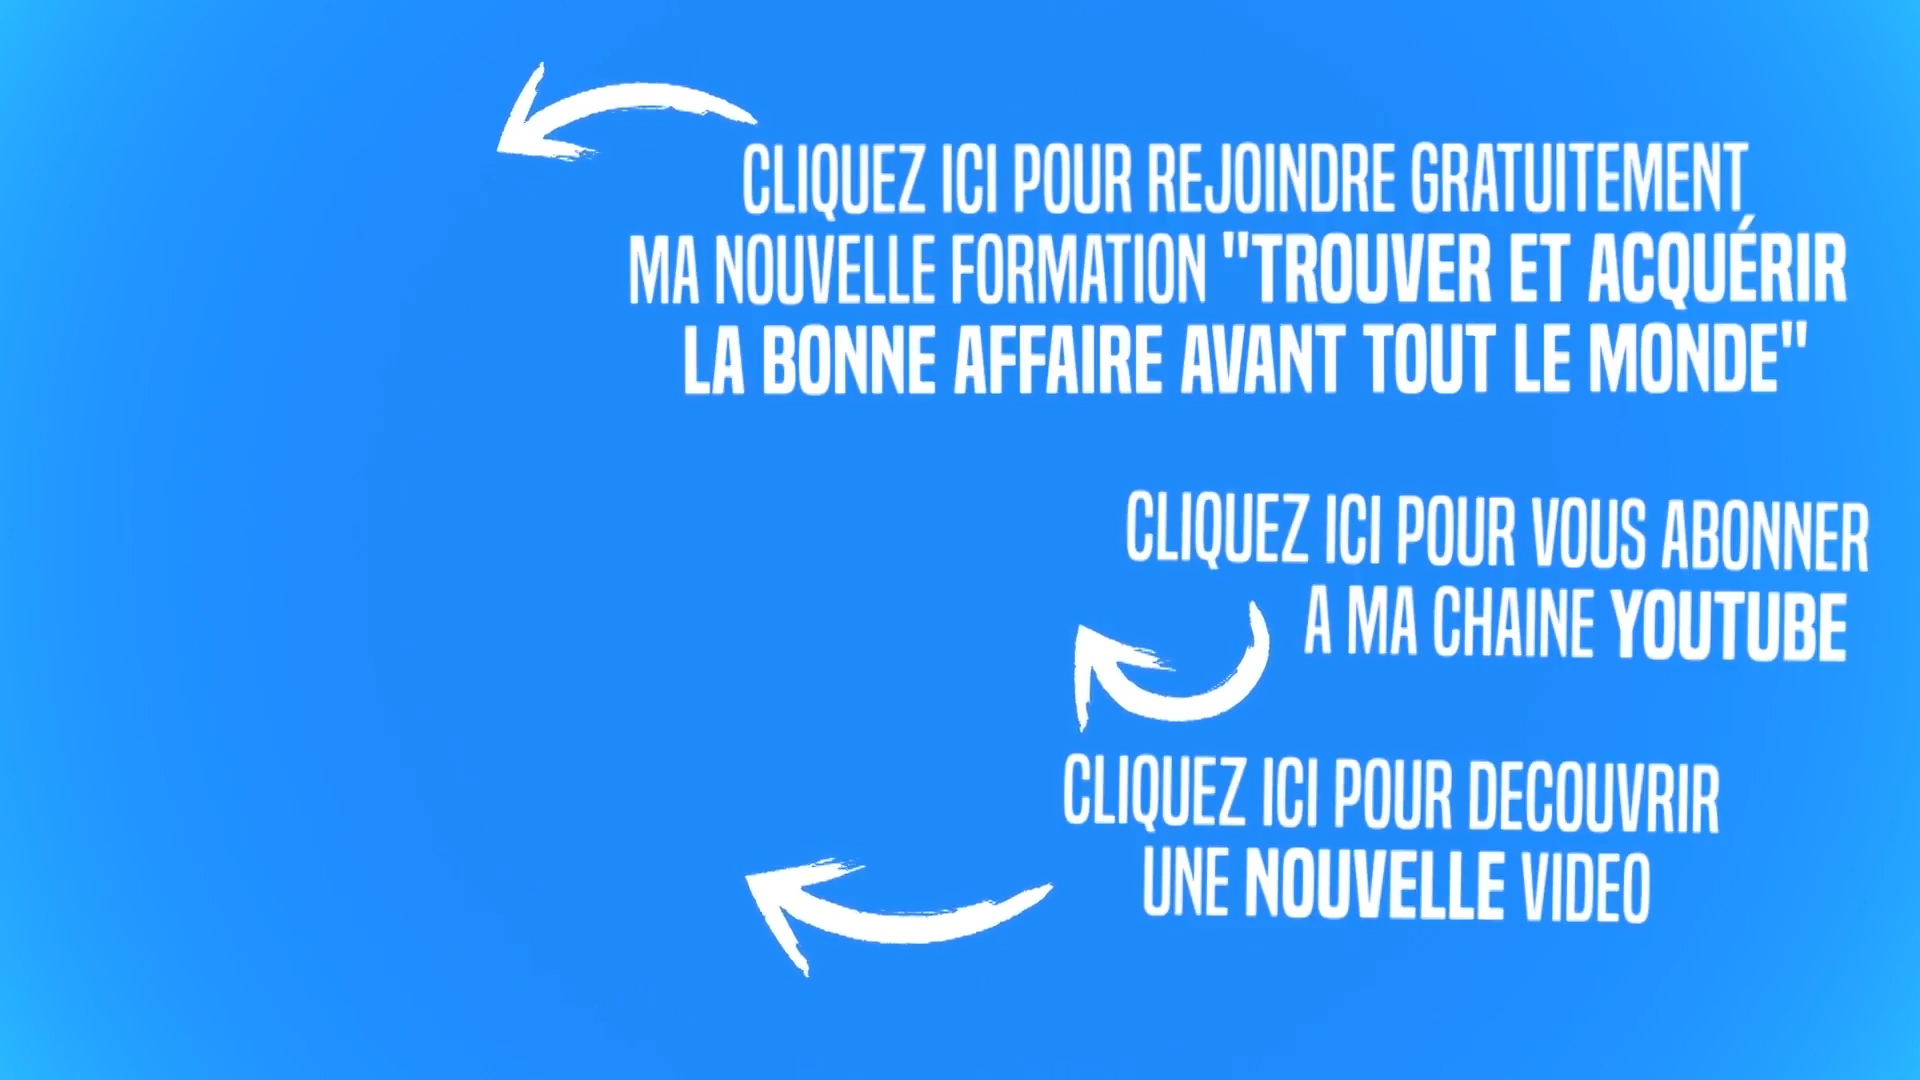 CLIQUEZ ICI POUR REJOINDRE GRATUITEMENT
MA NOUVELLE FORMATION "TROUVER ET ACQUÉRIR
LA BONNE AFFAIRE AVANT TOUT LE MONDE"
CLIQUEZ ICI POUR VOUS ABONNER
A MA CHAINE YOUTUBE
CLIQUEZ ICI POUR DECOUVRIR
UNE NOUVELLE VIDEO